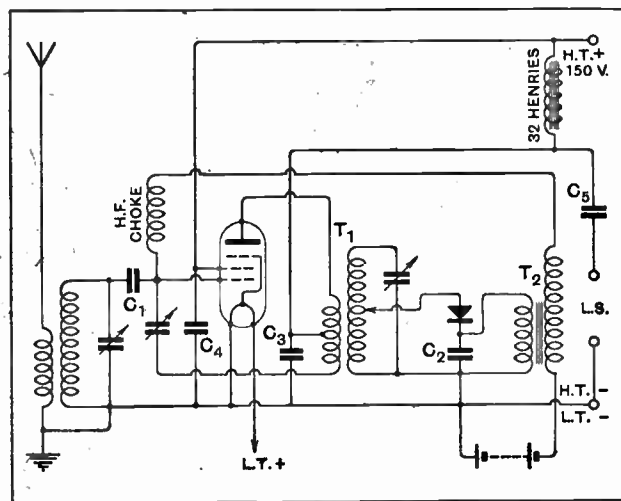 H.T.+
150 V.
32 HENRIES
H.F.
CHOKE
C5
T1
T2
C1
C4
C3
C2
L.S.
H.T.-
L.T.-
L.T.+